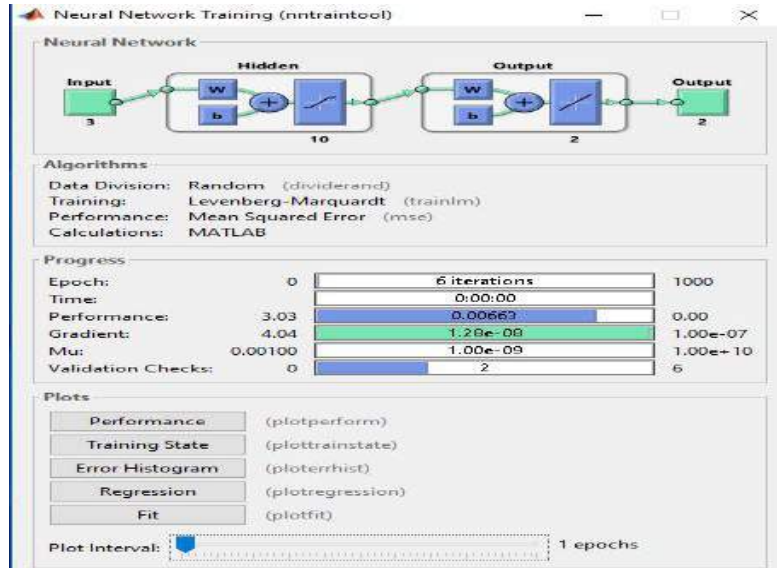 Neural Network Training (nntraintool)
Neural Network
Hidden Output
Input Output
W W
b b
3 10 2 2
Algorithms
Data Division: Random (dividerand)
Training: Levenberg-Marquardt (trainlm)
Performance: Mean Squared Error (mse)
Calculations: MATLAB
Progress
Epoch: 0 6 iterations 1000
Time: 0:00:00
Performance: 3.03 0.00663 0.00
Gradient: 4.04 1.28e-08 1.00e-07
Mu: 0.00100 1.00e-09 1.00e+10
Validation Checks: 0 2 6
Plots
Performance (plotperform)
Training State (plottrainstate)
Error Histogram (ploterrhist)
Regression (plotregression)
Fit (plotfit)
Plot Interval: 1 epochs